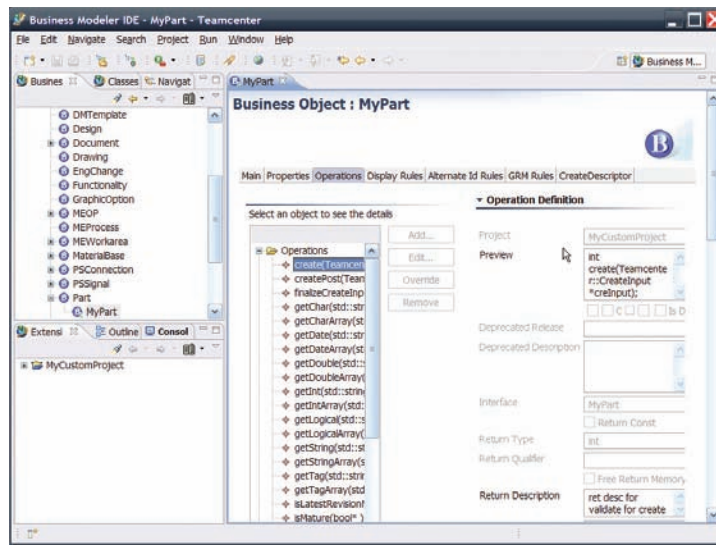 Business Modeler IDE - MyPart - Teamcenter
File Edit Navigate Search Project Run Window Help
Business M...
Busines Classes Navigat
MyPart
DMTemplate
Design
Document
Drawing
EngChange
Functionality
GraphicOption
MEOP
MEProcess
MEWorkarea
MaterialBase
PSConnection
PSSignal
Part
MyPart
Extensi Outline Consol
MyCustomProject
Business Object : MyPart
Main Properties Operations Display Rules Alternate Id Rules GRM Rules CreateDescriptor
Select an object to see the details
Operations
create(Teamcen
createPost(Team
finalizeCreateInp
getChar(std::str
getCharArray(st
getDate(std::str
getDateArray(st
getDouble(std::s
getDoubleArray(
getInt(std::string
getIntArray(std:
getLogical(std::st
getLogicalArray(
getString(std::st
getStringArray(s
getTag(std::strin
getTagArray(std
isLatestRevision
isMature(bool* )
Add...
Edit...
Override
Remove
Operation Definition
Project MyCustomProject
Preview int
create(Teamcente
r::CreateInput
*creInput);
Is D
Deprecated Release
Deprecated Description
Interface MyPart
Return Const
Return Type int
Return Qualifier
Free Return Memory
Return Description ret desc for
validate for create